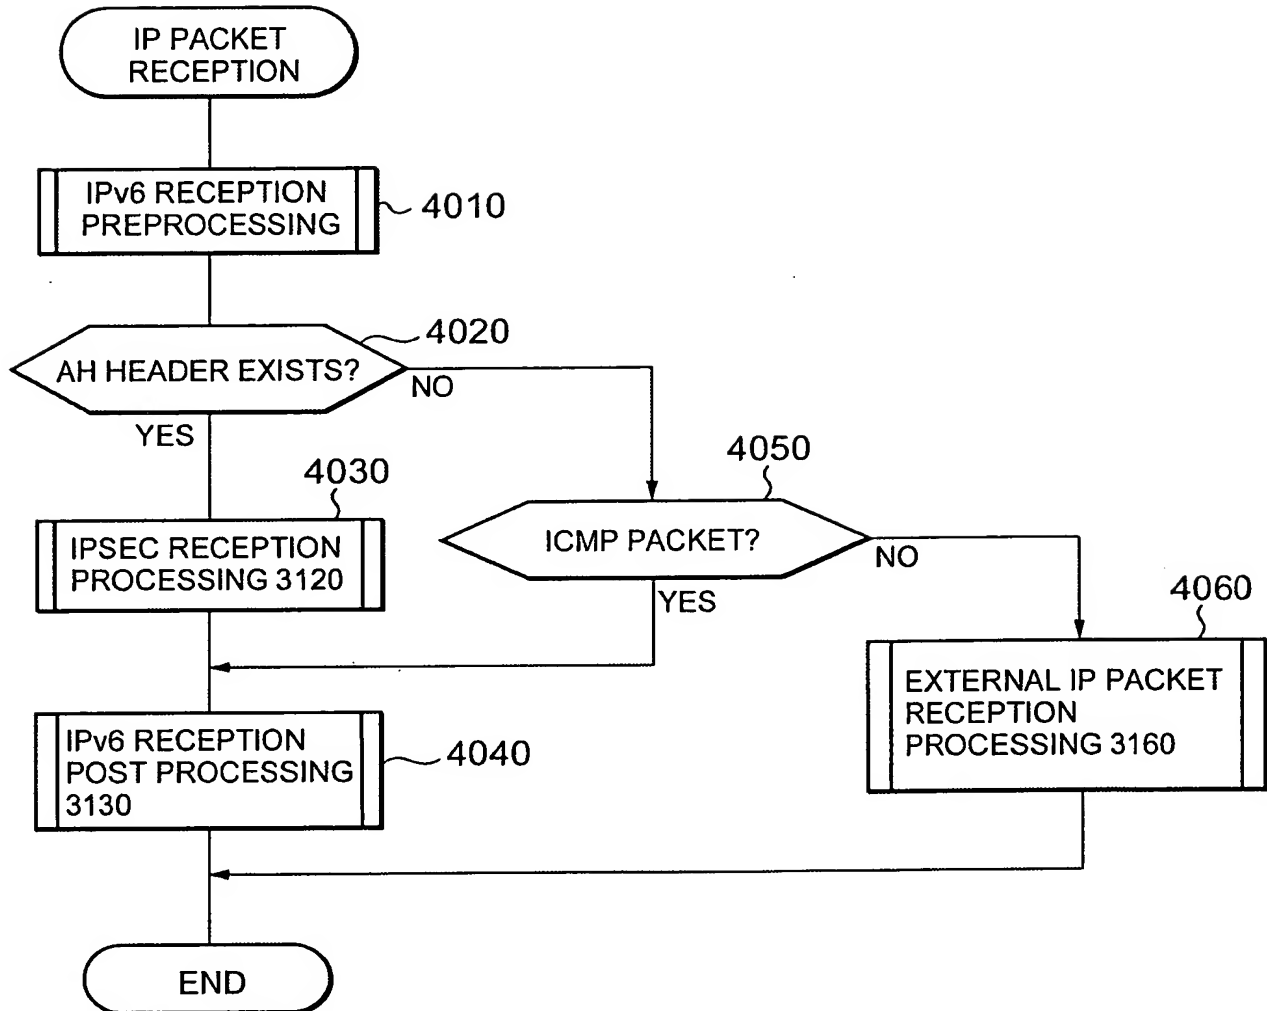 IP PACKET
RECEPTION
IPv6 RECEPTION
PREPROCESSING
4010
4020
AH HEADER EXISTS?
NO
YES
4030
IPSEC RECEPTION
PROCESSING 3120
4050
ICMP PACKET?
NO
YES
4060
EXTERNAL IP PACKET
RECEPTION
PROCESSING 3160
IPv6 RECEPTION
POST PROCESSING
3130
4040
END